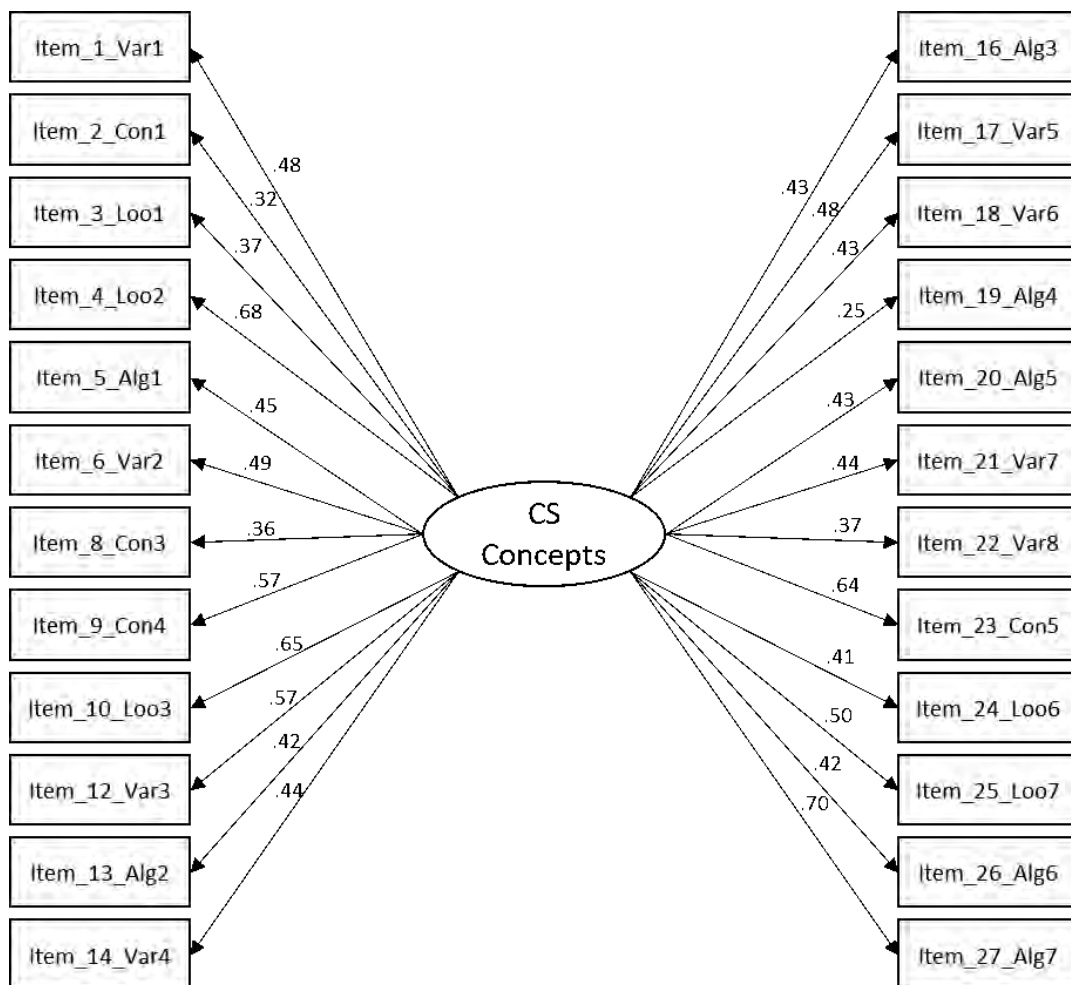 Item_1_Var1
Item_2_Con1
Item_3_Loo1
Item_4_Loo2
Item_5_Alg1
Item_6_Var2
Item_8_Con3
Item_9_Con4
Item_10_Loo3
Item_12_Var3
Item_13_Alg2
Item_14_Var4
.48
.32
.37
.68
.45
.49
.36
.57
.65
.57
.42
.44
CS
Concepts
.43
.48
.43
.25
.43
.44
.37
.64
.41
.50
.42
.70
Item_16_Alg3
Item_17_Var5
Item_18_Var6
Item_19_Alg4
Item_20_Alg5
Item_21_Var7
Item_22_Var8
Item_23_Con5
Item_24_Loo6
Item_25_Loo7
Item_26_Alg6
Item_27_Alg7